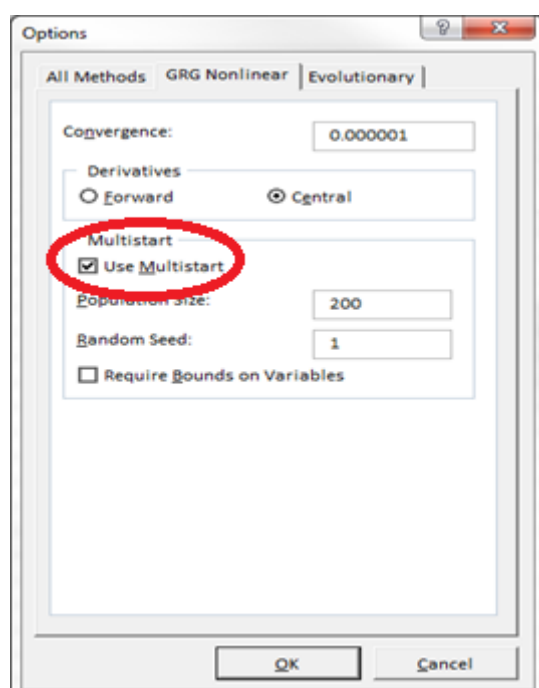 Options
All Methods GRG Nonlinear Evolutionary
Convergence: 0.000001
Derivatives
Forward Central
Multistart
Use Multistart
Population Size: 200
Random Seed: 1
Require Bounds on Variables
OK Cancel